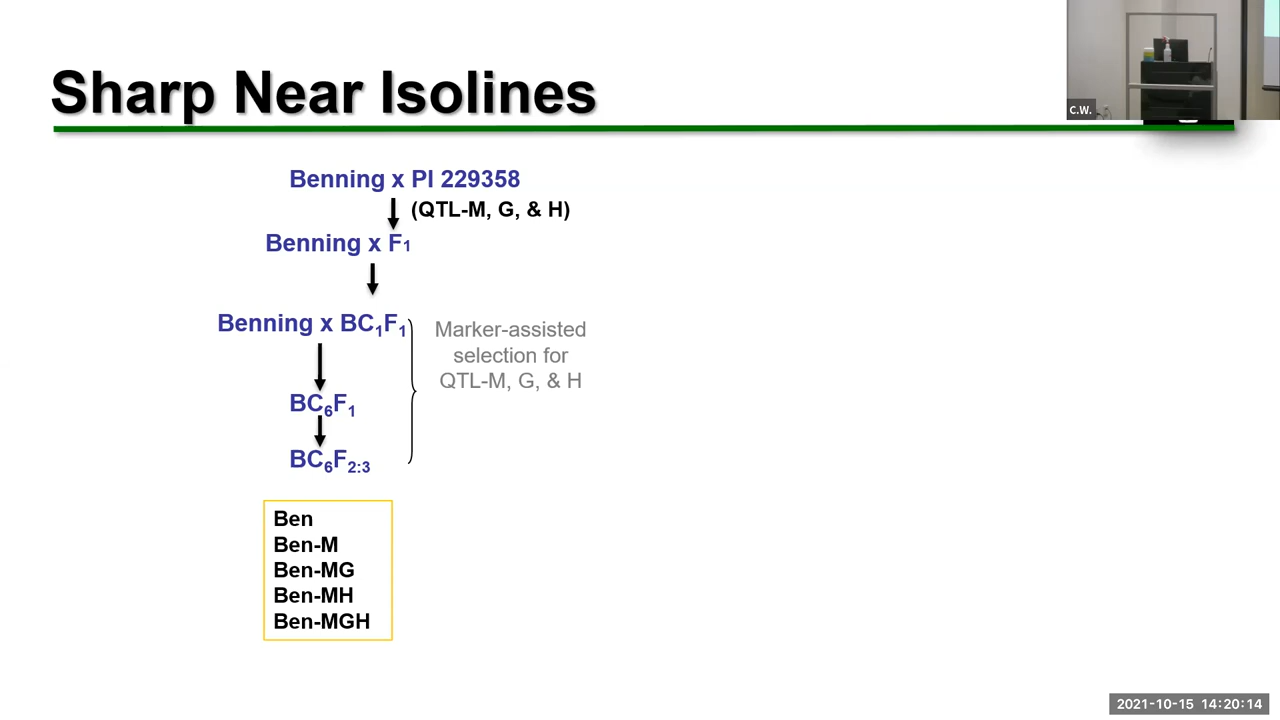 Sharp Near Isolines
C.W.
Benning x PI 229358
(QTL-M, G, & H)
Benning x F1
Benning x BC1F1
Marker-assisted
selection for
QTL-M, G, & H
BC6F1
BC6F2:3
Ben
Ben-M
Ben-MG
Ben-MH
Ben-MGH
2021-10-15 14:20:14